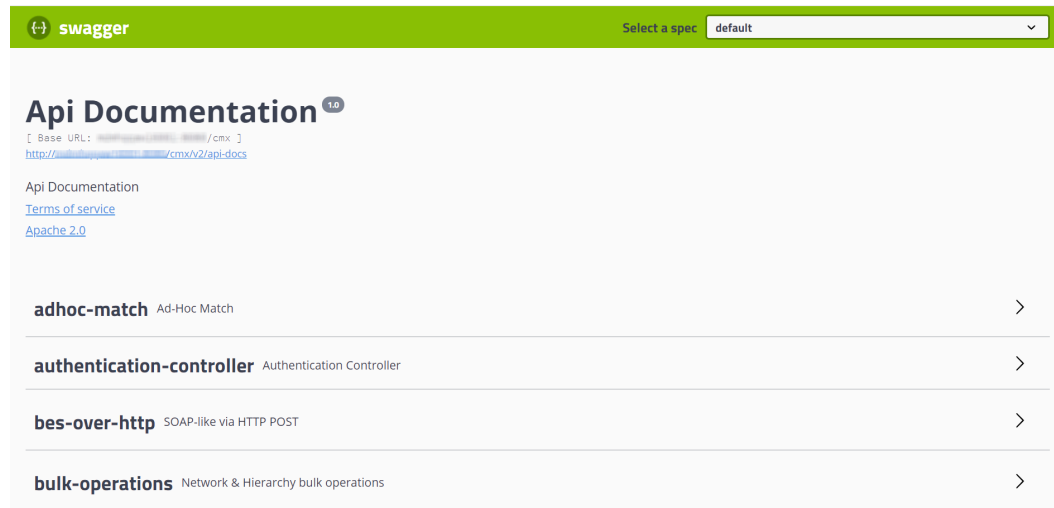 {··} swagger Select a spec default
Api Documentation 1.0
[ Base URL: /cmx ]
http:// /cmx/v2/api-docs
Api Documentation
Terms of service
Apache 2.0
adhoc-match Ad-Hoc Match
authentication-controller Authentication Controller
bes-over-http SOAP-like via HTTP POST
bulk-operations Network & Hierarchy bulk operations